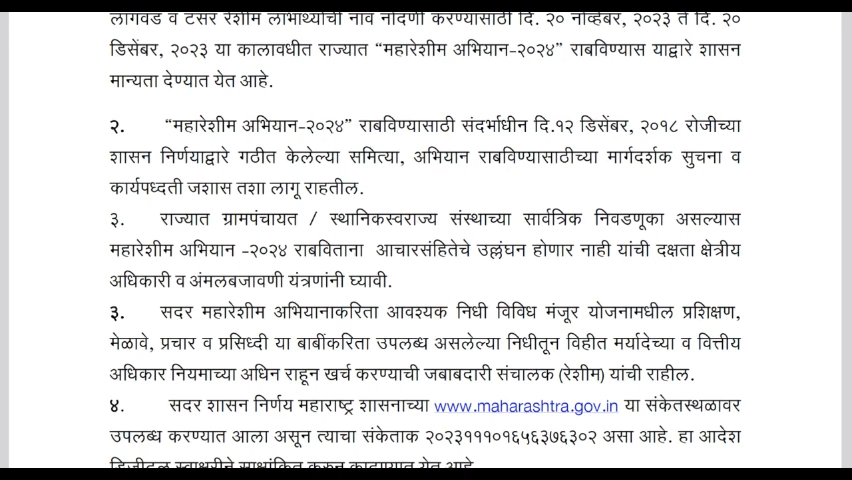 लागवड व टसर रेशीम लाभार्थ्यांची नाव नोंदणी करण्यासाठी दि. २० नोव्हेंबर, २०२३ ते दि. २०
डिसेंबर, २०२३ या कालावधीत राज्यात “महारेशीम अभियान-२०२४” राबविण्यास याद्वारे शासन
मान्यता देण्यात येत आहे.
२. “महारेशीम अभियान-२०२४” राबविण्यासाठी संदर्भाधीन दि.१२ डिसेंबर, २०१८ रोजीच्या
शासन निर्णयाद्वारे गठीत केलेल्या समित्या, अभियान राबविण्यासाठीच्या मार्गदर्शक सुचना व
कार्यपध्दती जशास तशा लागू राहतील.
३. राज्यात ग्रामपंचायत / स्थानिकस्वराज्य संस्थाच्या सार्वत्रिक निवडणूका असल्यास
महारेशीम अभियान -२०२४ राबविताना आचारसंहितेचे उल्लंघन होणार नाही यांची दक्षता क्षेत्रीय
अधिकारी व अंमलबजावणी यंत्रणांनी घ्यावी.
३. सदर महारेशीम अभियानाकरिता आवश्यक निधी विविध मंजूर योजनामधील प्रशिक्षण,
मेळावे, प्रचार व प्रसिध्दी या बाबींकरिता उपलब्ध असलेल्या निधीतून विहीत मर्यादेच्या व वित्तीय
अधिकार नियमाच्या अधिन राहून खर्च करण्याची जबाबदारी संचालक (रेशीम) यांची राहील.
४. सदर शासन निर्णय महाराष्ट्र शासनाच्या www.maharashtra.gov.in या संकेतस्थळावर
उपलब्ध करण्यात आला असून त्याचा संकेताक २०२३१११०१६५६३७६३०२ असा आहे. हा आदेश
डिजीटल स्वाक्षरीने साक्षांकित करुन काढण्यात येत आहे.